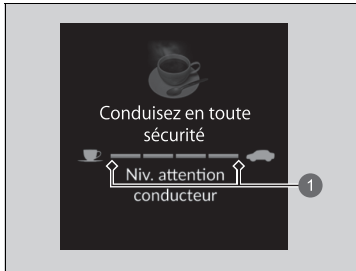 Conduisez en toute
sécurité
Niv. attention
conducteur
1